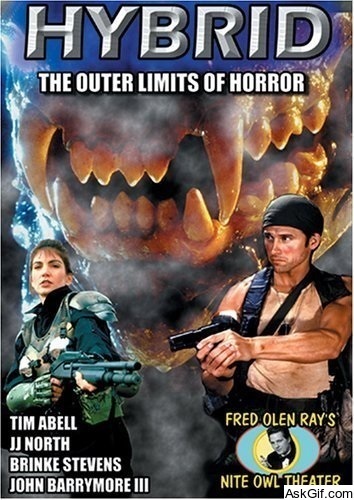 HYBRID
THE OUTER LIMITS OF HORROR
TIM ABELL
JJ NORTH
BRINKE STEVENS
JOHN BARRYMORE III
FRED OLEN RAY'S
NITE OWL THEATER
AskGif.com